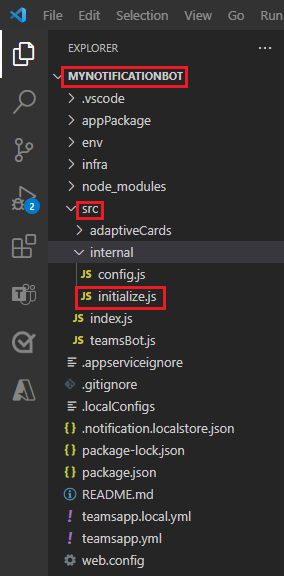 File Edit Selection View Go Run
EXPLORER
MYNOTIFICATIONBOT
.vscode
appPackage
env
infra
node_modules
src
adaptiveCards
internal
JS config.js
JS initialize.js
JS index.js
JS teamsBot.js
.appserviceignore
.gitignore
.localConfigs
{} .notification.localstore.json
{} package-lock.json
{} package.json
README.md
! teamsapp.local.yml
! teamsapp.yml
web.config
2